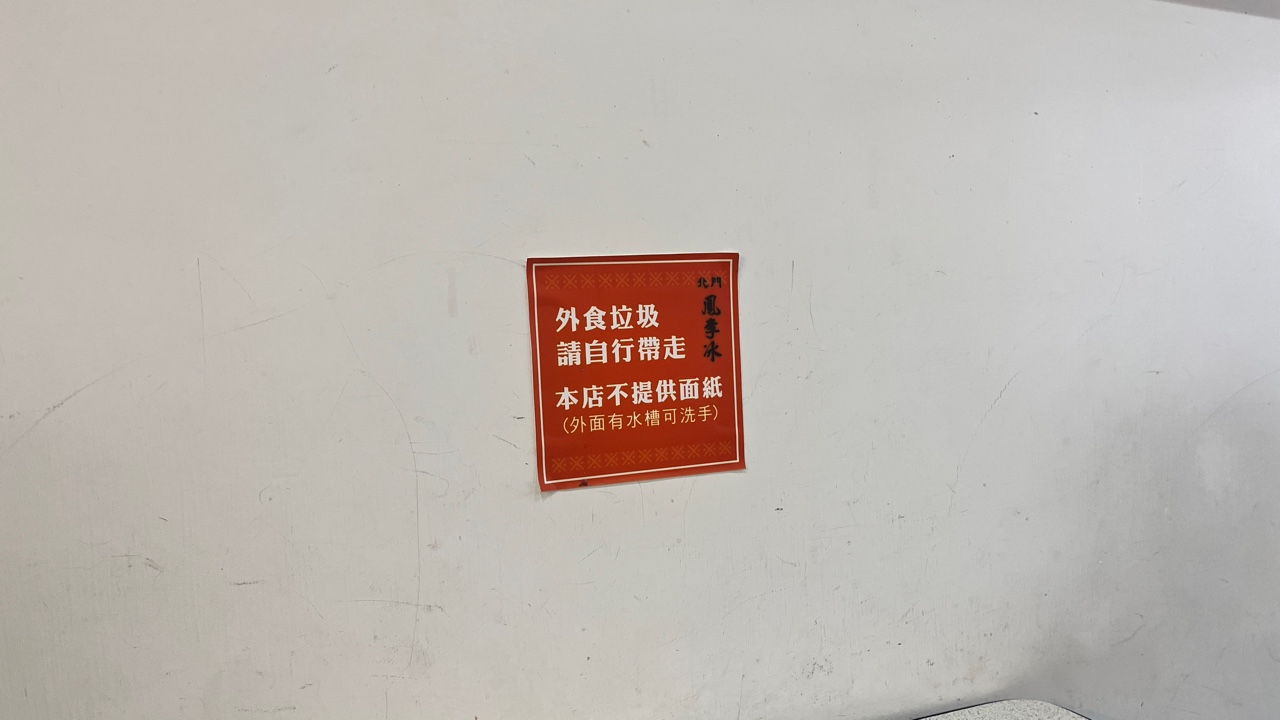 外食垃圾
請自行帶走
本店不提供面紙
(外面有水槽可洗手)
北門
鳳李冰